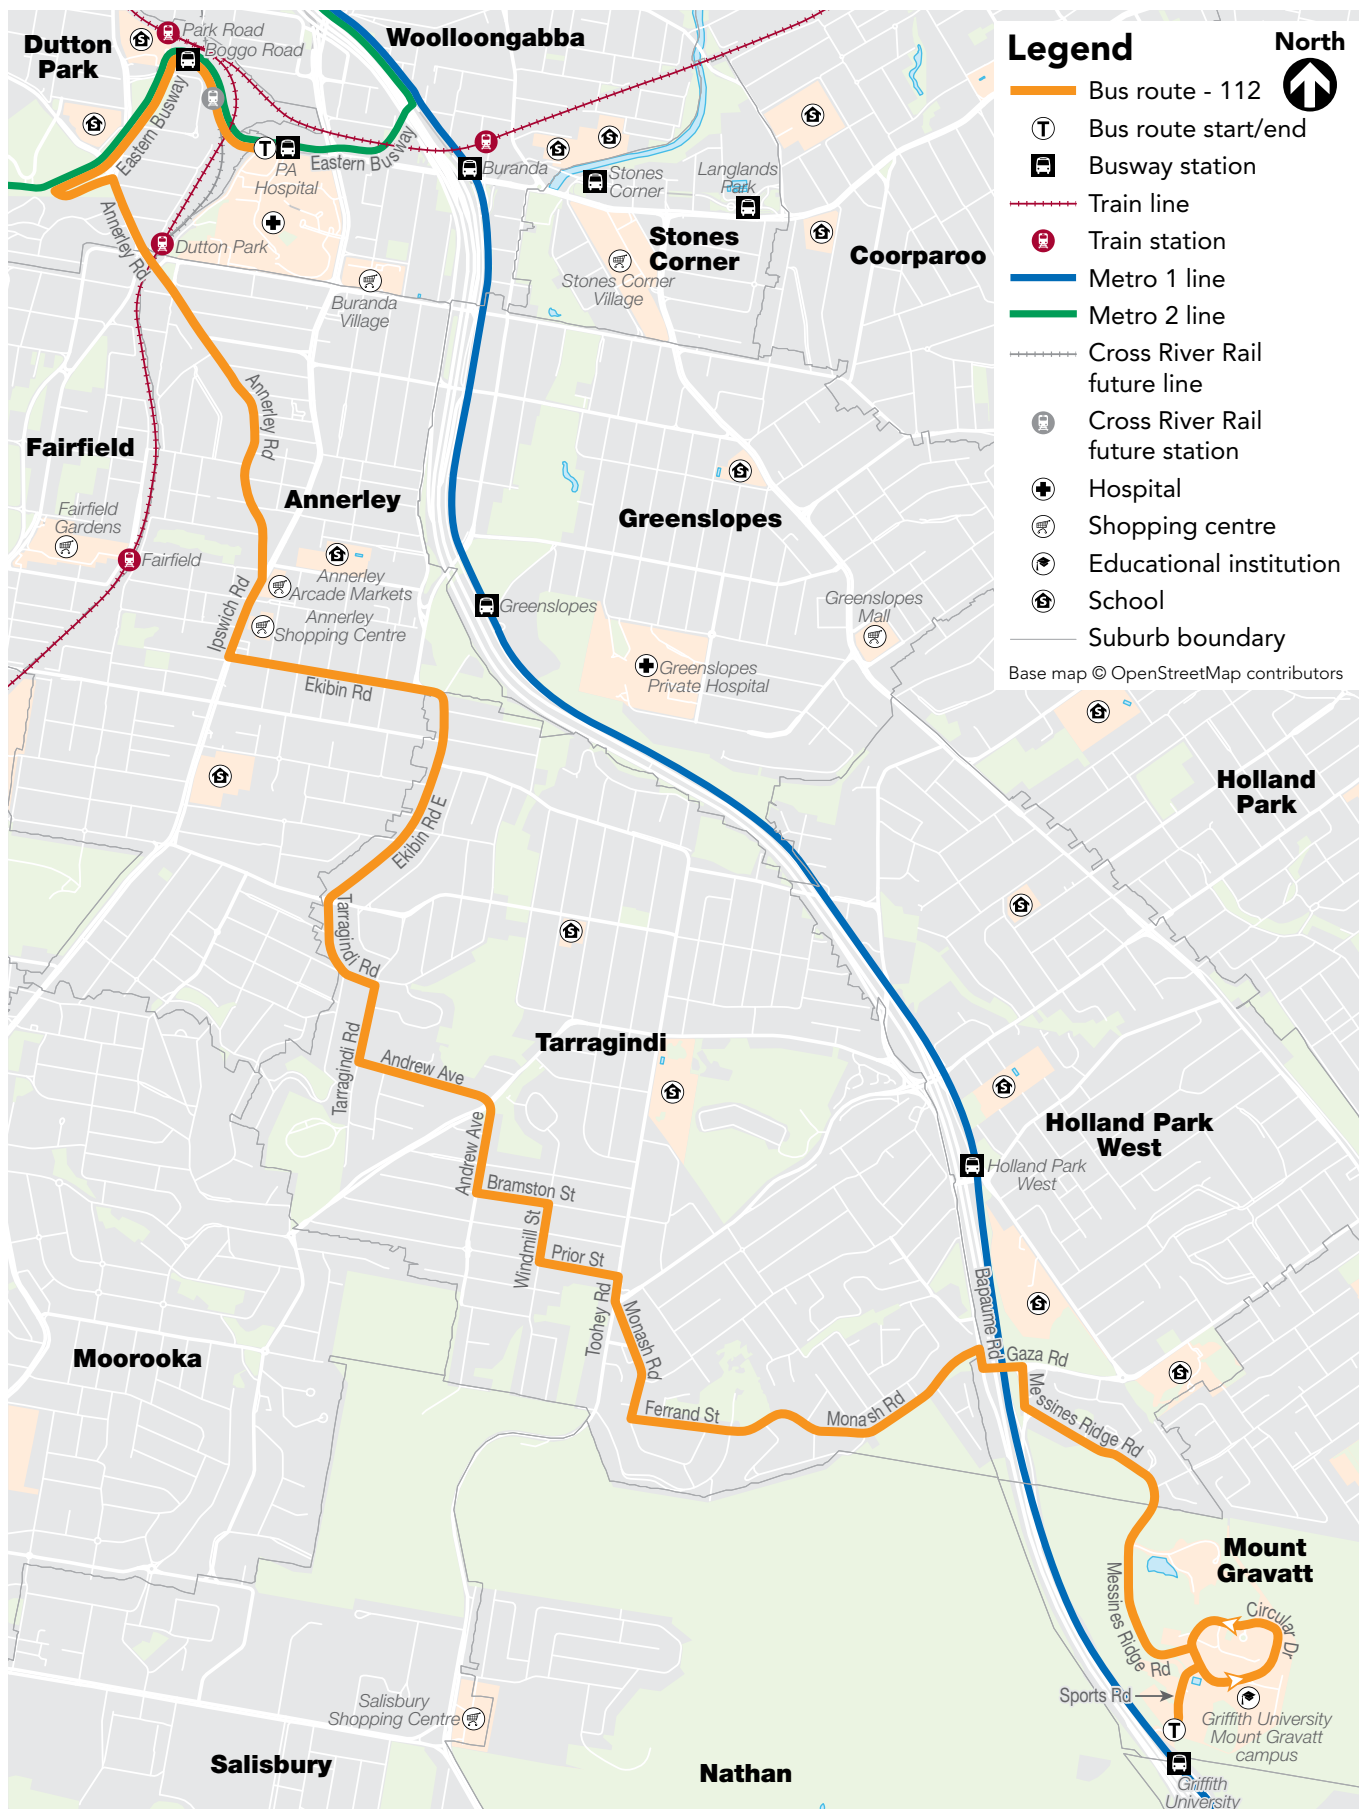 Legend
North
Bus route - 112
T
Bus route start/end
Busway station
Train line
Train station
Metro 1 line
Metro 2 line
Cross River Rail
future line
Cross River Rail
future station
Hospital
Shopping centre
Educational institution
S
School
Suburb boundary
Base map © OpenStreetMap contributors
Dutton
Park
Park Road
Boggo Road
Woolloongabba
Eastern Busway
T
PA
Hospital
Eastern Busway
Buranda
Stones
Corner
Langlands
Park
Annerley Rd
Dutton Park
Buranda
Village
Stones
Corner
Stones Corner
Village
Coorparoo
Annerley Rd
Fairfield
Annerley
Greenslopes
Fairfield
Gardens
Fairfield
Annerley
Arcade Markets
Annerley
Shopping Centre
Ipswich Rd
Greenslopes
Greenslopes
Mall
Greenslopes
Private Hospital
Ekibin Rd
Holland
Park
Ekibin Rd E
Tarragindi Rd
Tarragindi
Tarragindi Rd
Andrew Ave
Andrew Ave
Holland Park
West
Holland Park
West
Bramston St
Windmill St
Prior St
Toohey Rd
Monash Rd
Bapaume Rd
Gaza Rd
Moorooka
Ferrand St
Monash Rd
Messines Ridge Rd
Mount
Gravatt
Messines Ridge Rd
Circular Dr
Sports Rd
T
Griffith University
Mount Gravatt
campus
Salisbury
Shopping Centre
Salisbury
Nathan
Griffith
University